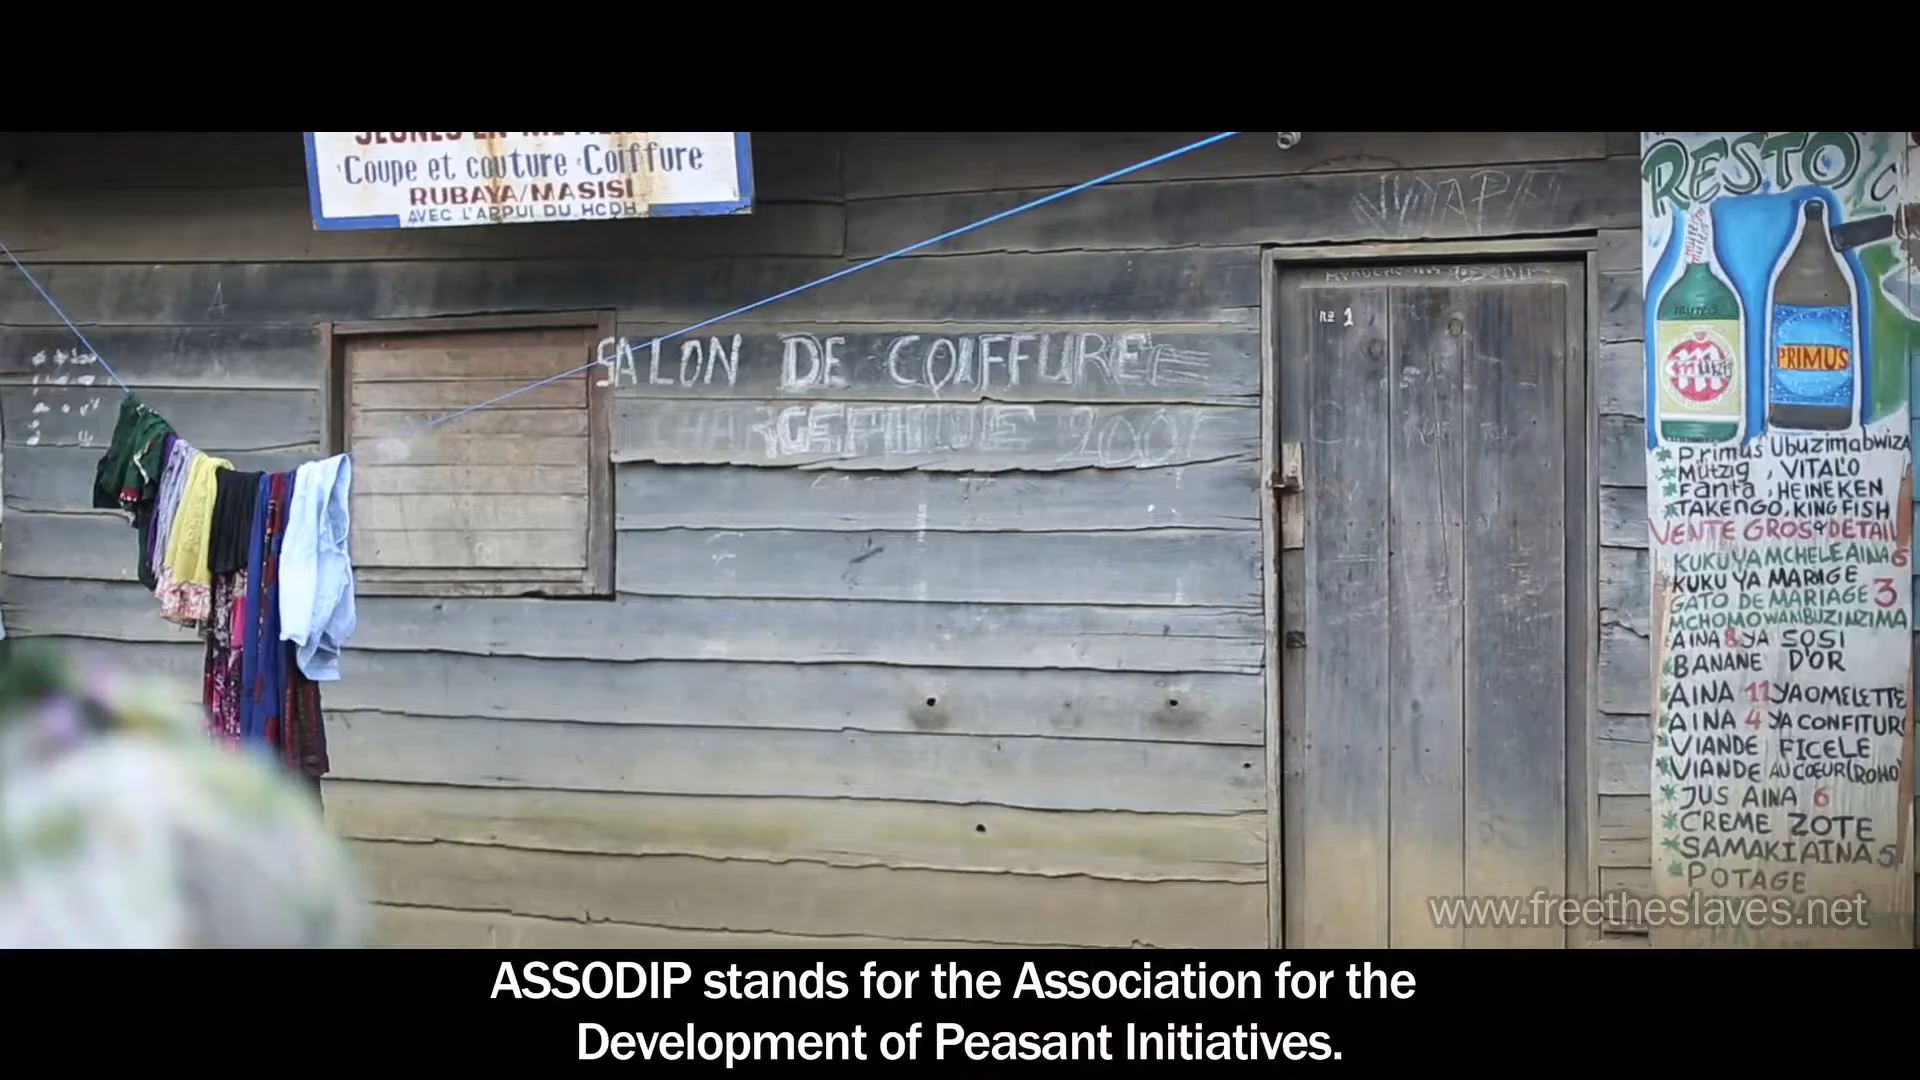 Coupe et couture Coiffure
RUBAYA/MASISI
AVEC L'APPUI DU HCDH
SALON DE COIFFURE
nº 1
RESTO
mützig
PRIMUS
Primus Ubuzimabwiza
Mützig, VITALO
Fanta, HEINEKEN
TAKENGO, KING FISH
VENTE GROS & DETAIL
KUKU YA MCHELE AINA 6
KUKU YA MARIAGE
GATO DE MARIAGE 3
AINA 8 YA SOSI
BANANE D'OR
AINA 11 YA OMELETTE
AINA 4 YA CONFITUR
VIANDE FICELE
VIANDE AU COEUR (ROHO)
JUS AINA 6
CREME ZOTE
SAMAKI AINA 5
POTAGE
www.freetheslaves.net
ASSODIP stands for the Association for the
Development of Peasant Initiatives.